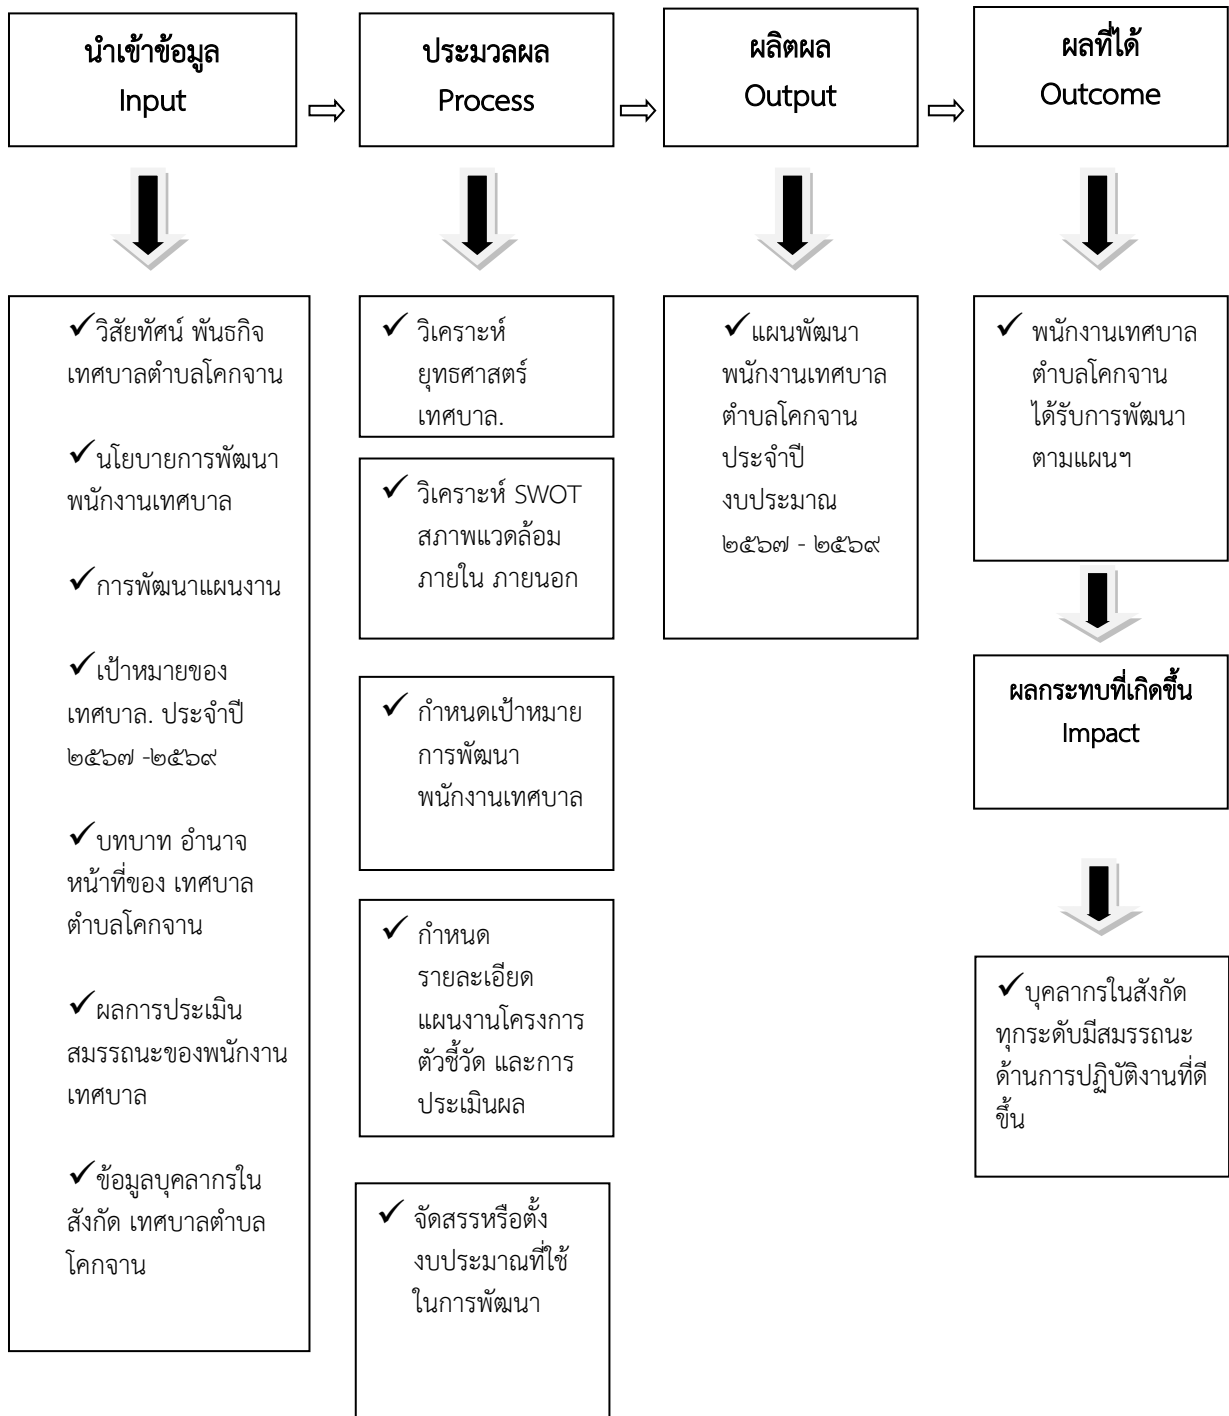 นำเข้าข้อมูล
Input
ประมวลผล
Process
ผลิตผล
Output
ผลที่ได้
Outcome
✓วิสัยทัศน์ พันธกิจ
เทศบาลตำบลโคกจาน
✓นโยบายการพัฒนา
พนักงานเทศบาล
✓การพัฒนาแผนงาน
✓เป้าหมายของ
เทศบาล. ประจำปี
๒๕๖๗ -๒๕๖๙
✓บทบาท อำนาจ
หน้าที่ของ เทศบาล
ตำบลโคกจาน
✓ผลการประเมิน
สมรรถนะของพนักงาน
เทศบาล
✓ข้อมูลบุคลากรใน
สังกัด เทศบาลตำบล
โคกจาน
✓ วิเคราะห์
ยุทธศาสตร์
เทศบาล.
✓ วิเคราะห์ SWOT
สภาพแวดล้อม
ภายใน ภายนอก
✓ กำหนดเป้าหมาย
การพัฒนา
พนักงานเทศบาล
✓ กำหนด
รายละเอียด
แผนงานโครงการ
ตัวชี้วัด และการ
ประเมินผล
✓ จัดสรรหรือตั้ง
งบประมาณที่ใช้
ในการพัฒนา
✓แผนพัฒนา
พนักงานเทศบาล
ตำบลโคกจาน
ประจำปี
งบประมาณ
๒๕๖๗ - ๒๕๖๙
✓ พนักงานเทศบาล
ตำบลโคกจาน
ได้รับการพัฒนา
ตามแผนฯ
ผลกระทบที่เกิดขึ้น
Impact
✓บุคลากรในสังกัด
ทุกระดับมีสมรรถนะ
ด้านการปฏิบัติงานที่ดี
ขึ้น